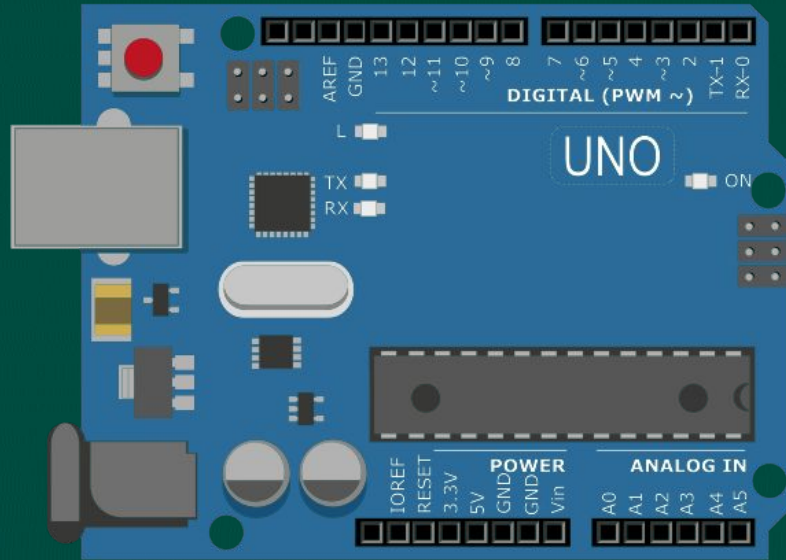 AREF
GND
13
12
~11
~10
~9
8
7
~6
~5
4
~3
2
TX-1
RX-0
DIGITAL (PWM ~)
L
UNO
TX
RX
ON
POWER
ANALOG IN
IOREF
RESET
3.3V
5V
GND
GND
Vin
A0
A1
A2
A3
A4
A5